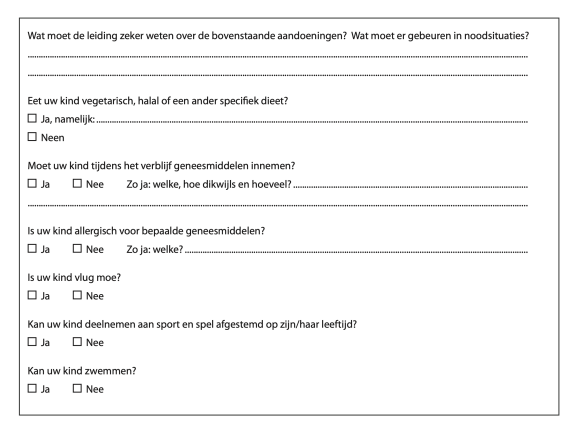 Wat moet de leiding zeker weten over de bovenstaande aandoeningen? Wat moet er gebeuren in noodsituaties?
Eet uw kind vegetarisch, halal of een ander specifiek dieet?
☐ Ja, namelijk:
☐ Neen
Moet uw kind tijdens het verblijf geneesmiddelen innemen?
☐ Ja ☐ Nee Zo ja: welke, hoe dikwijls en hoeveel?
Is uw kind allergisch voor bepaalde geneesmiddelen?
☐ Ja ☐ Nee Zo ja: welke?
Is uw kind vlug moe?
☐ Ja ☐ Nee
Kan uw kind deelnemen aan sport en spel afgestemd op zijn/haar leeftijd?
☐ Ja ☐ Nee
Kan uw kind zwemmen?
☐ Ja ☐ Nee